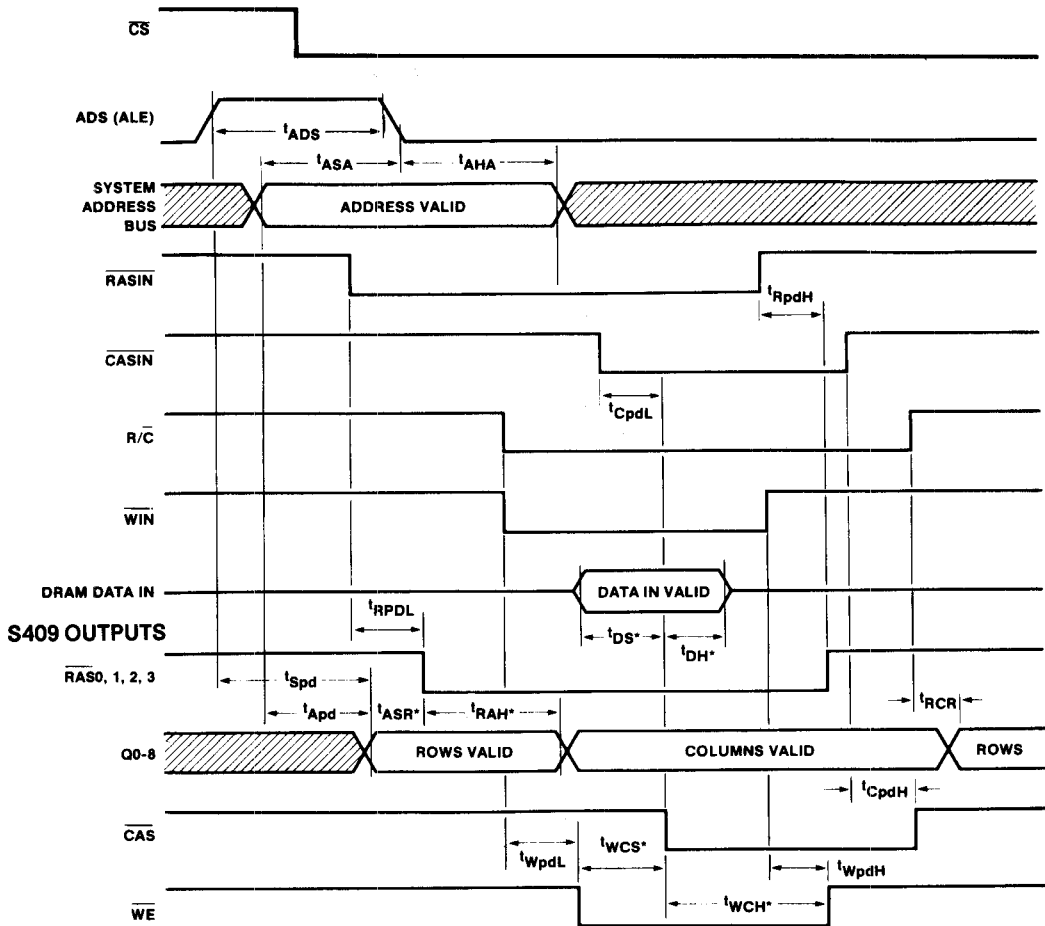 CS
ADS (ALE)
tADS
tASA
tAHA
SYSTEM
ADDRESS
BUS
ADDRESS VALID
RASIN
tRpdH
CASIN
tCpdL
R/C
WIN
DRAM DATA IN
DATA IN VALID
tRPDL
tDS*
tDH*
S409 OUTPUTS
RAS0, 1, 2, 3
tSpd
tRCR
tApd
tASR*
tRAH*
Q0-8
ROWS VALID
COLUMNS VALID
ROWS
tCpdH
CAS
tWpdL
tWCS*
tWpdH
tWCH*
WE